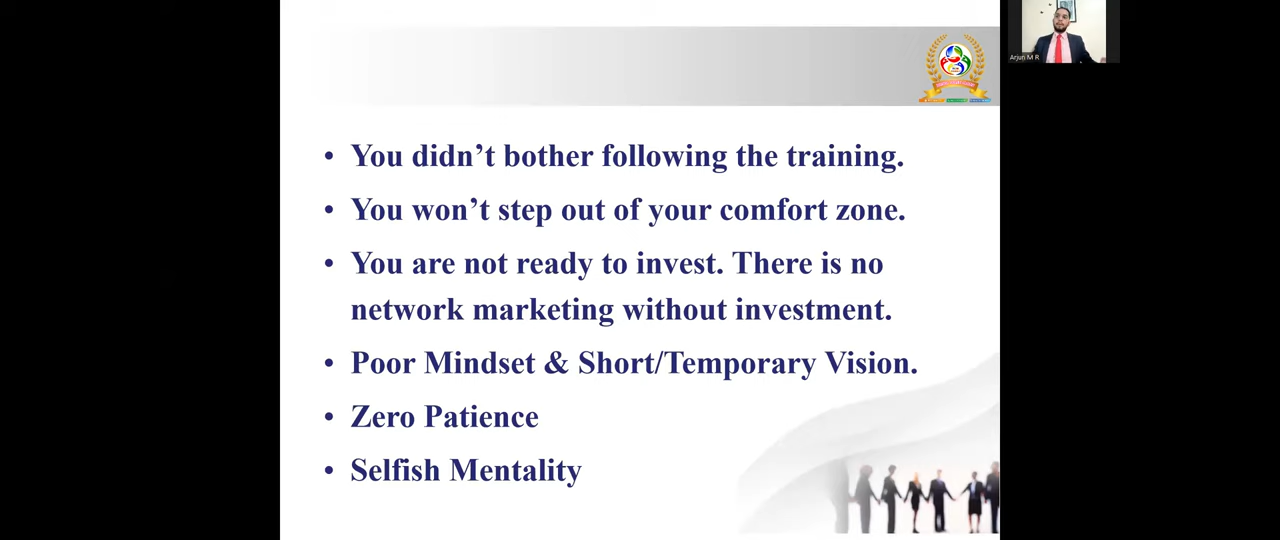 Arjun M R
• You didn’t bother following the training.
• You won’t step out of your comfort zone.
• You are not ready to invest. There is no
network marketing without investment.
• Poor Mindset & Short/Temporary Vision.
• Zero Patience
• Selfish Mentality